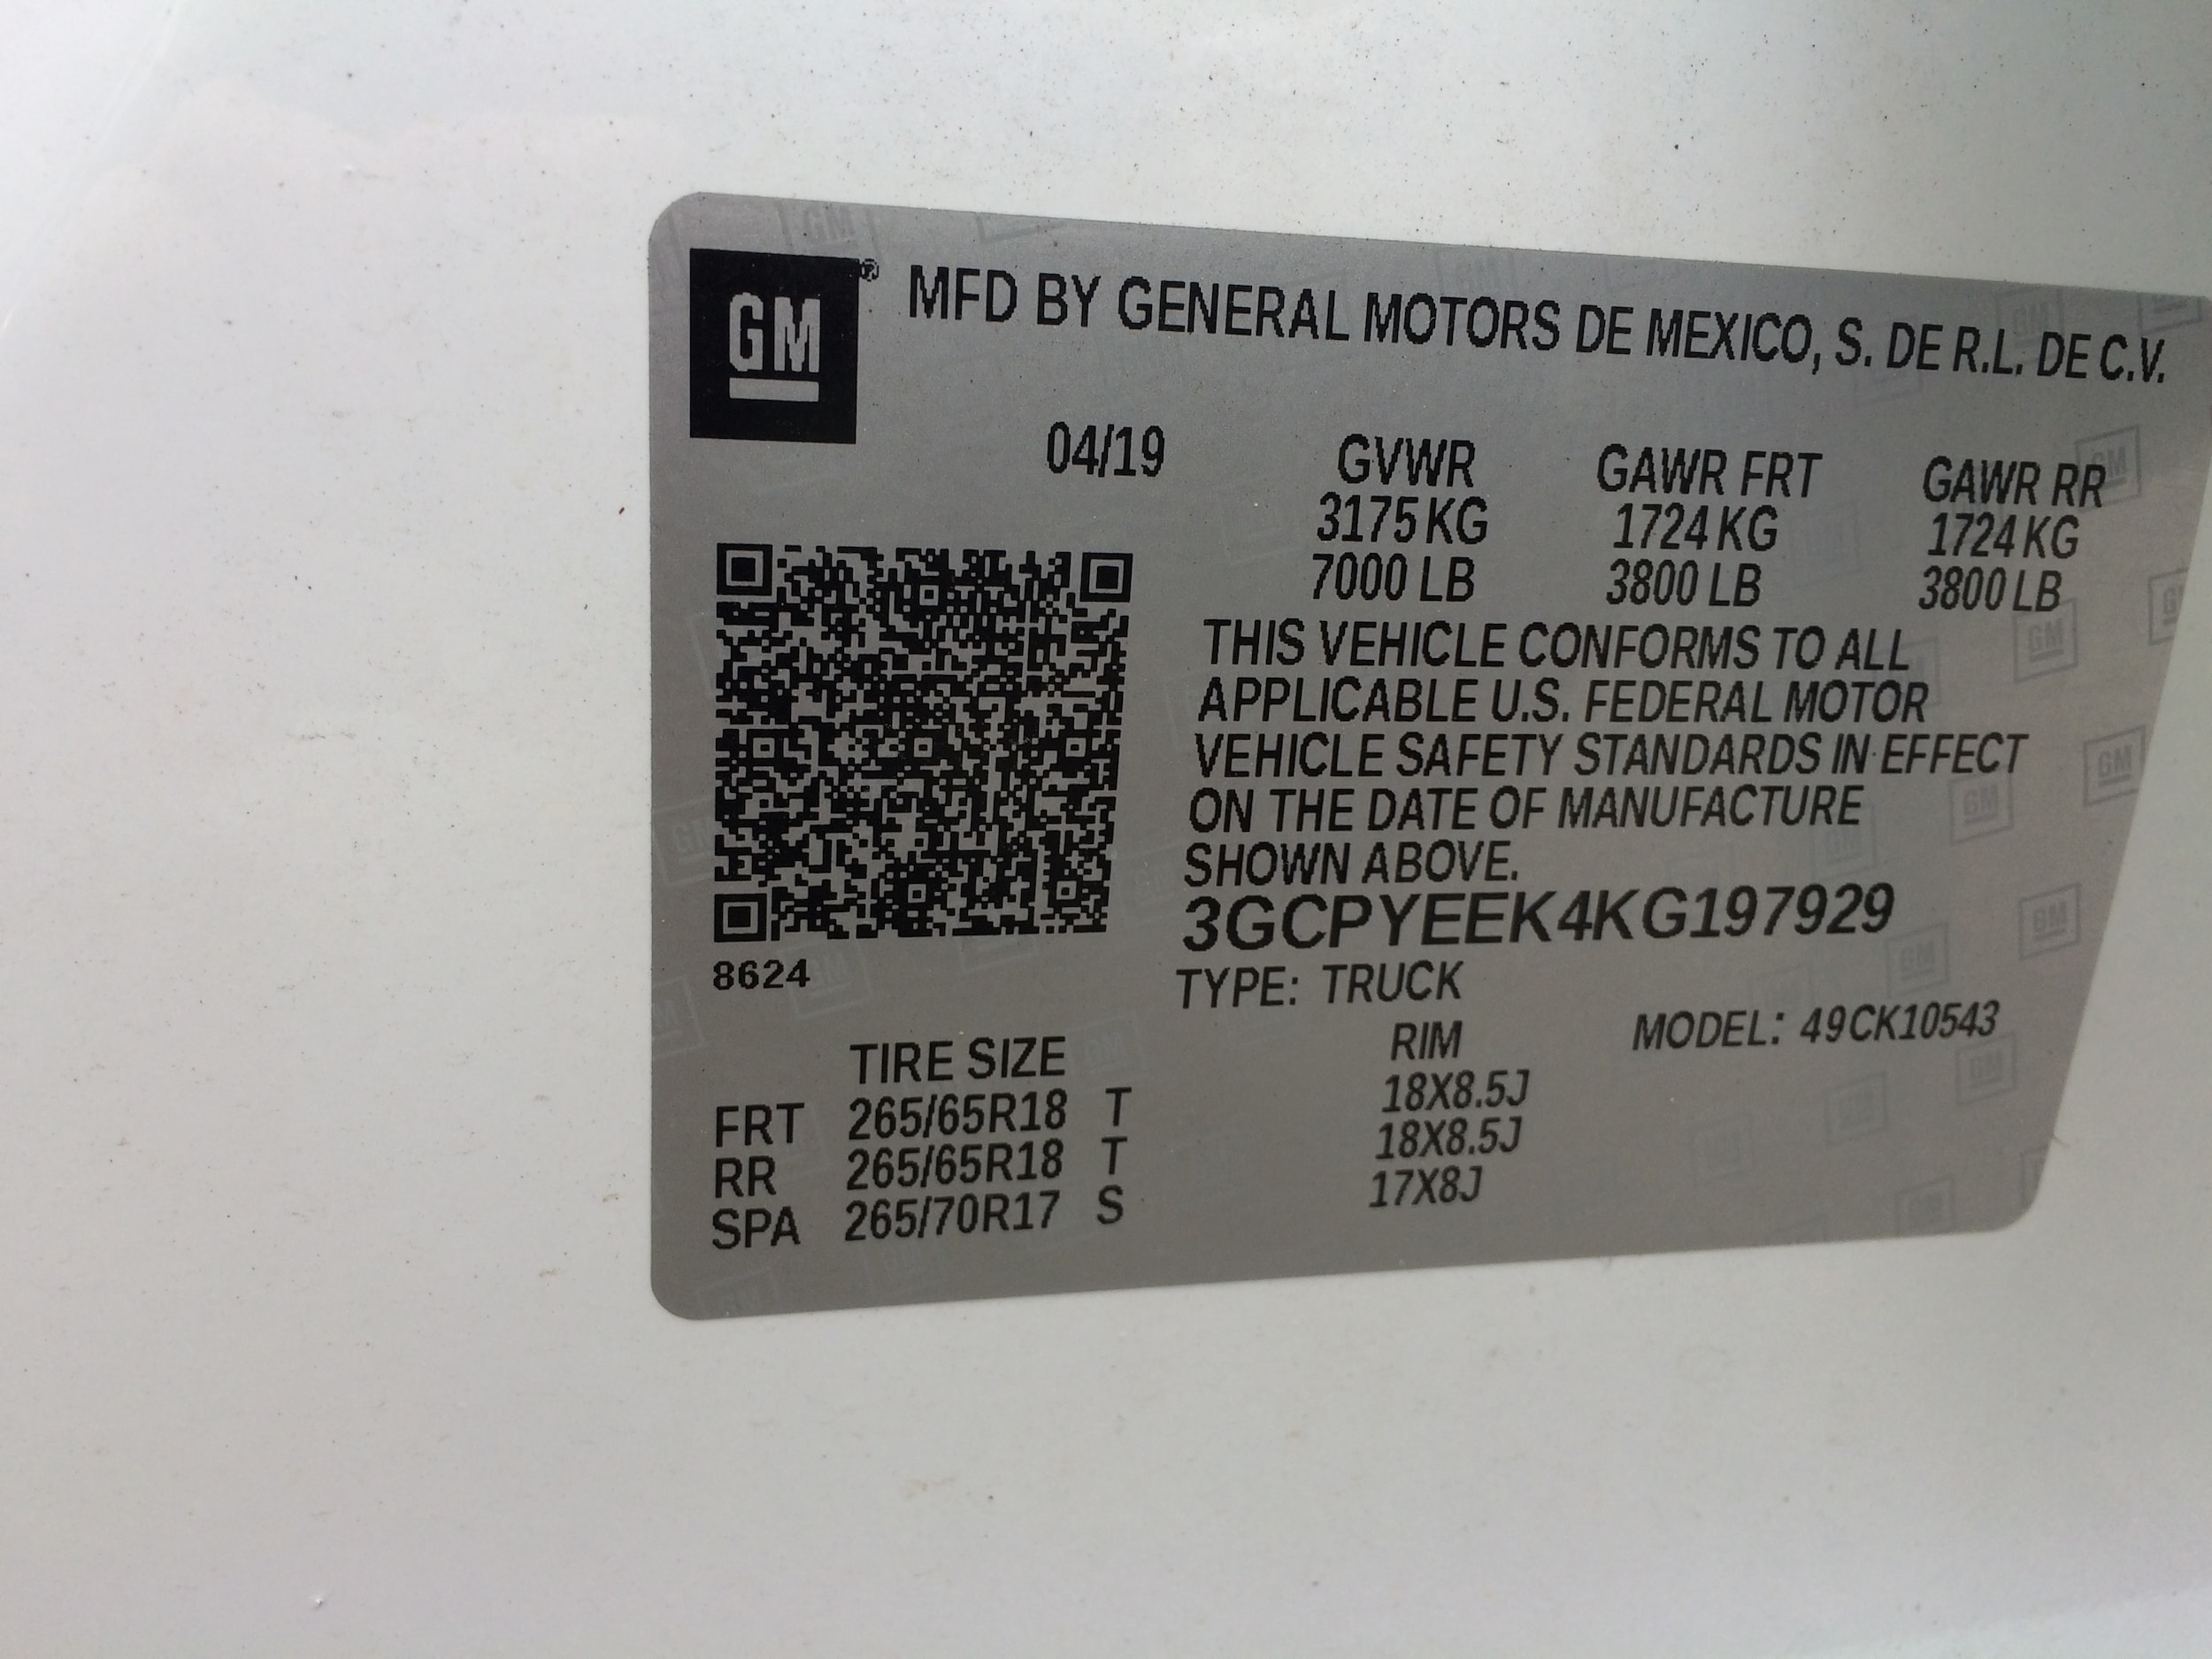 GM® MFD BY GENERAL MOTORS DE MEXICO, S. DE R.L. DE C.V.
04/19 GVWR GAWR FRT GAWR RR
3175 KG 1724 KG 1724 KG
7000 LB 3800 LB 3800 LB
THIS VEHICLE CONFORMS TO ALL
APPLICABLE U.S. FEDERAL MOTOR
VEHICLE SAFETY STANDARDS IN EFFECT
ON THE DATE OF MANUFACTURE
SHOWN ABOVE.
3GCPYEEK4KG197929
8624
TYPE: TRUCK MODEL: 49CK10543
TIRE SIZE RIM
FRT 265/65R18 T 18X8.5J
RR 265/65R18 T 18X8.5J
SPA 265/70R17 S 17X8J